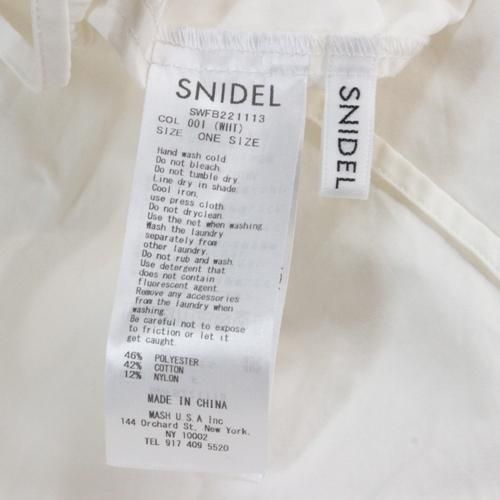 SNIDEL
SWFB221113
COL 001 (WHT)
SIZE ONE SIZE
Hand wash cold.
Do not bleach.
Do not tumble dry.
Line dry in shade.
Cool iron.
use press cloth.
Do not dryclean.
Use the net when washing.
Wash the laundry
separately from
other laundry.
Do not rub and wash.
Use detergent that
does not contain
fluorescent agent.
Remove any accessories
from the laundry when
washing.
Be careful not to expose
to friction or let it
get caught.
46% POLYESTER
42% COTTON
12% NYLON
MADE IN CHINA
MASH U.S.A Inc
144 Orchard St. New York.
NY 10002
TEL 917 409 5520
SNIDEL